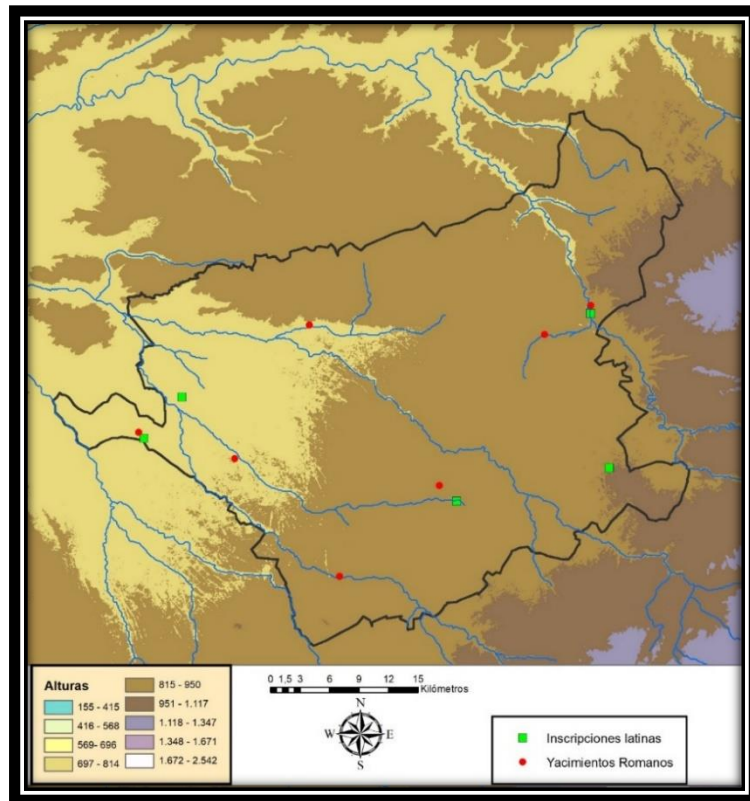 Alturas
155 - 415
416 - 568
569- 696
697 - 814
815 - 950
951 - 1.117
1.118 - 1.347
1.348 - 1.671
1.672 - 2.542
0 1,5 3 6 9 12 15
Kilómetros
N
W E
S
Inscripciones latinas
Yacimientos Romanos